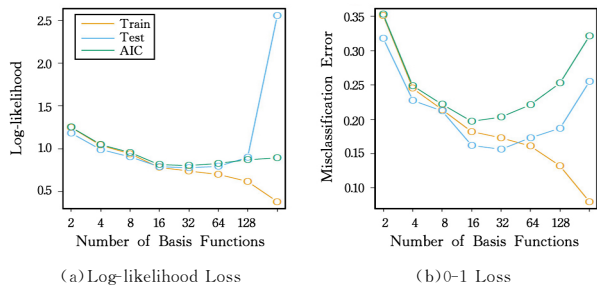 Log-likelihood
2.5
2.0
1.5
1.0
0.5
Train
Test
AIC
2 4 8 16 32 64 128
Number of Basis Functions
(a)Log-likelihood Loss
Misclassification Error
0.35
0.30
0.25
0.20
0.15
0.10
2 4 8 16 32 64 128
Number of Basis Functions
(b)0-1 Loss